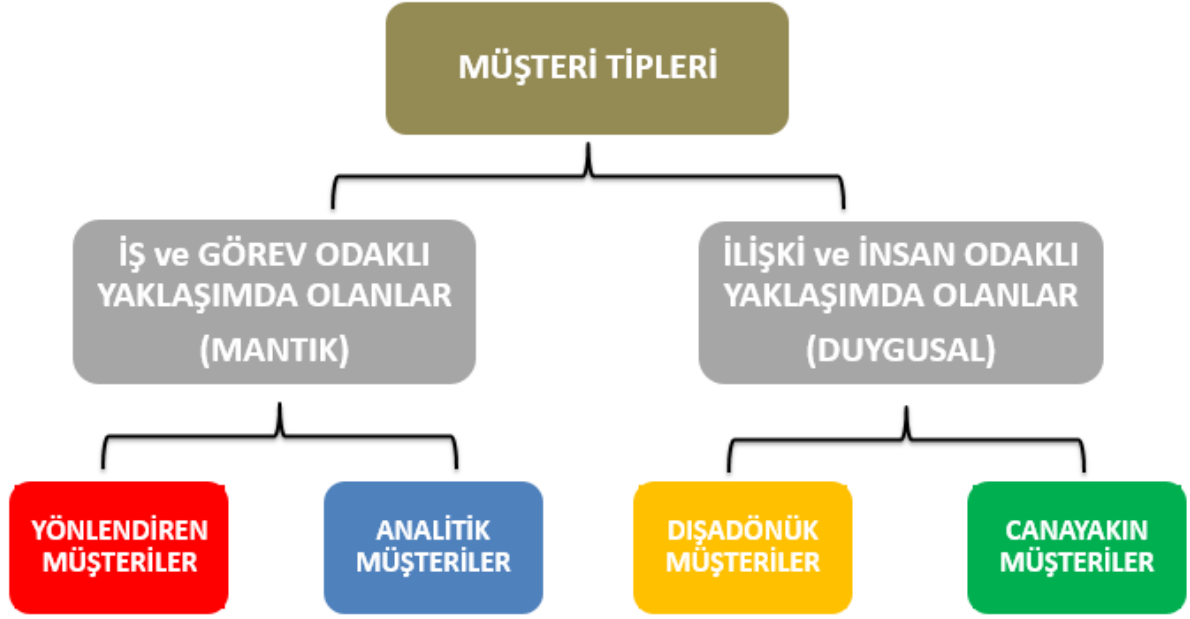 MÜŞTERİ TİPLERİ
İŞ ve GÖREV ODAKLI
YAKLAŞIMDA OLANLAR
(MANTIK)
İLİŞKİ ve İNSAN ODAKLI
YAKLAŞIMDA OLANLAR
(DUYGUSAL)
YÖNLENDİREN
MÜŞTERİLER
ANALİTİK
MÜŞTERİLER
DIŞADÖNÜK
MÜŞTERİLER
CANAYAKIN
MÜŞTERİLER